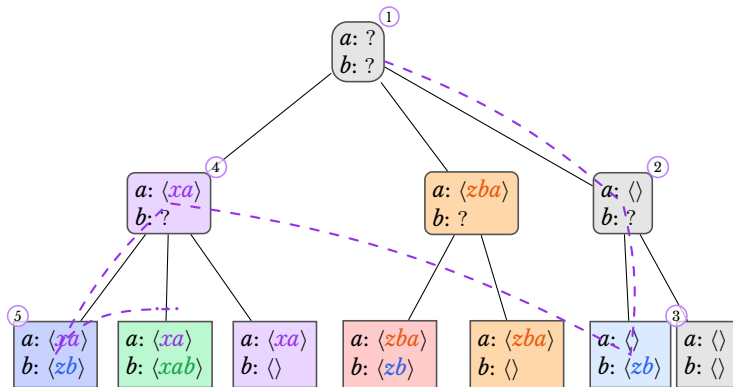 1
a: ?
b: ?
4
a: ⟨xa⟩
b: ?
a: ⟨zba⟩
b: ?
2
a: ⟨⟩
b: ?
5
a: ⟨xa⟩
b: ⟨zb⟩
a: ⟨xa⟩
b: ⟨xab⟩
a: ⟨xa⟩
b: ⟨⟩
a: ⟨zba⟩
b: ⟨zb⟩
a: ⟨zba⟩
b: ⟨⟩
a: ⟨⟩
b: ⟨zb⟩
3
a: ⟨⟩
b: ⟨⟩